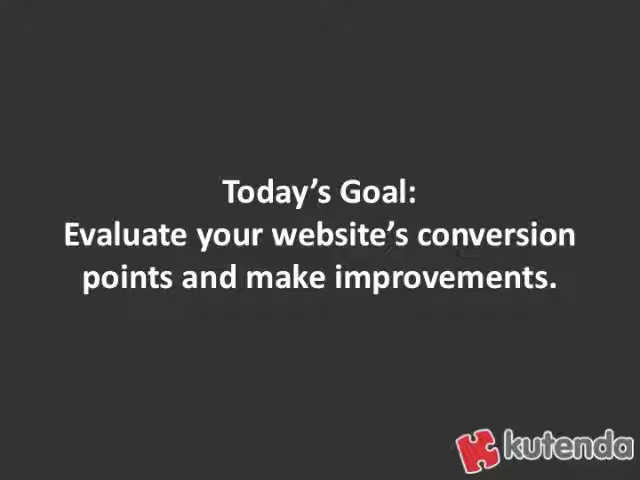 Today’s Goal:
Evaluate your website’s conversion
points and make improvements.
kutenda